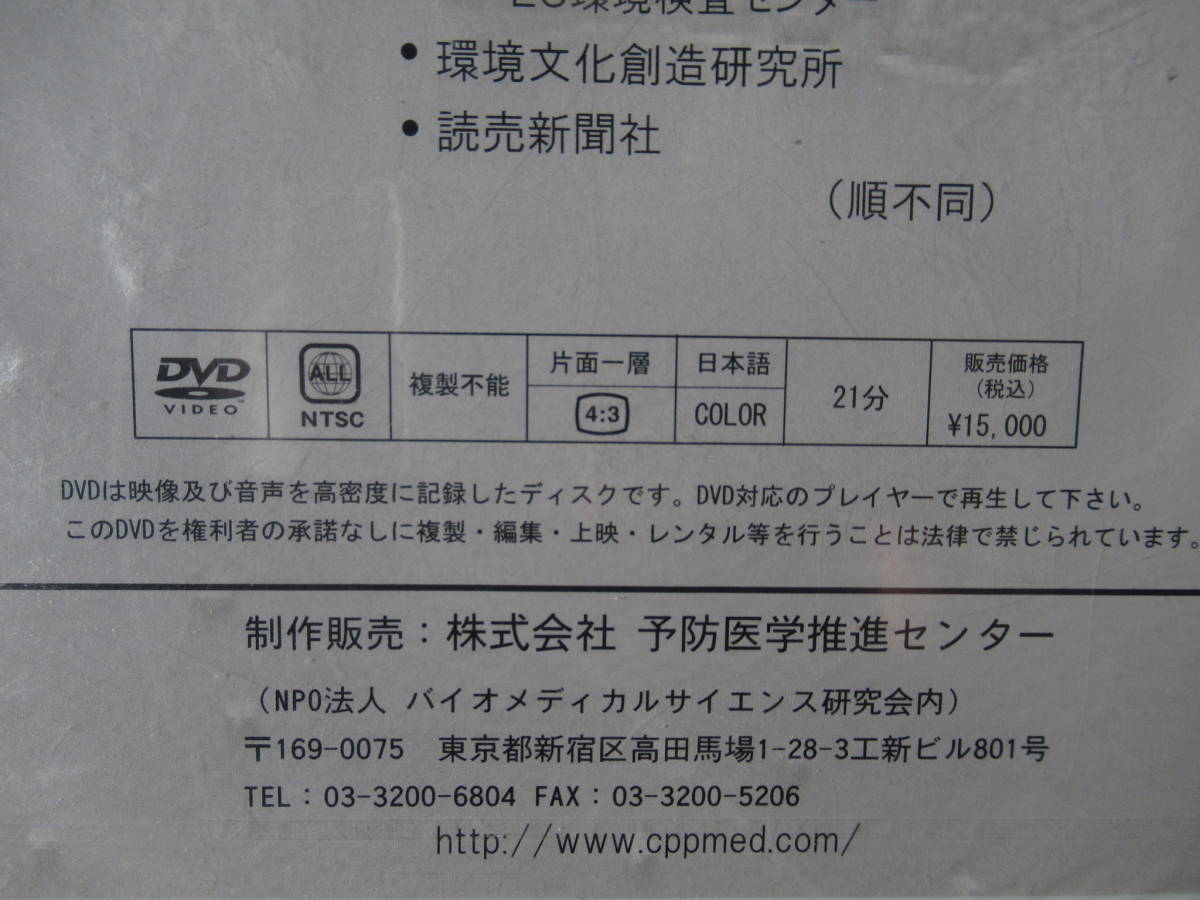 環境検査センター
• 環境文化創造研究所
• 読売新聞社
（順不同）
DVD VIDEO™
ALL NTSC
複製不能
片面一層
4:3
日本語
COLOR
21分
販売価格
（税込）
¥15,000
DVDは映像及び音声を高密度に記録したディスクです。DVD対応のプレイヤーで再生して下さい。
このDVDを権利者の承諾なしに複製・編集・上映・レンタル等を行うことは法律で禁じられています。
制作販売：株式会社 予防医学推進センター
（NPO法人 バイオメディカルサイエンス研究会内）
〒169-0075 東京都新宿区高田馬場1-28-3工新ビル801号
TEL：03-3200-6804 FAX：03-3200-5206
http://www.cppmed.com/